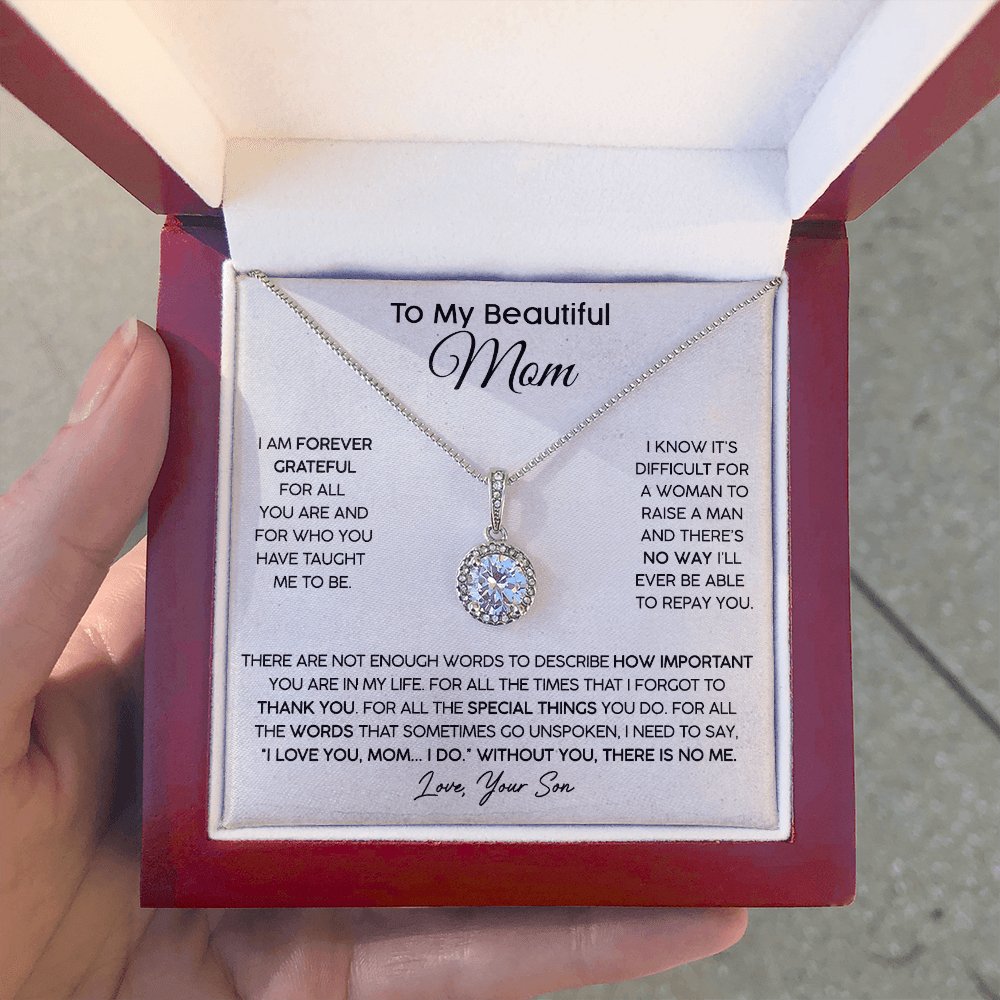 To My Beautiful
Mom
I AM FOREVER
GRATEFUL
FOR ALL
YOU ARE AND
FOR WHO YOU
HAVE TAUGHT
ME TO BE.
I KNOW IT'S
DIFFICULT FOR
A WOMAN TO
RAISE A MAN
AND THERE'S
NO WAY I'LL
EVER BE ABLE
TO REPAY YOU.
THERE ARE NOT ENOUGH WORDS TO DESCRIBE HOW IMPORTANT
YOU ARE IN MY LIFE. FOR ALL THE TIMES THAT I FORGOT TO
THANK YOU. FOR ALL THE SPECIAL THINGS YOU DO. FOR ALL
THE WORDS THAT SOMETIMES GO UNSPOKEN, I NEED TO SAY,
"I LOVE YOU, MOM... I DO." WITHOUT YOU, THERE IS NO ME.
Love, Your Son